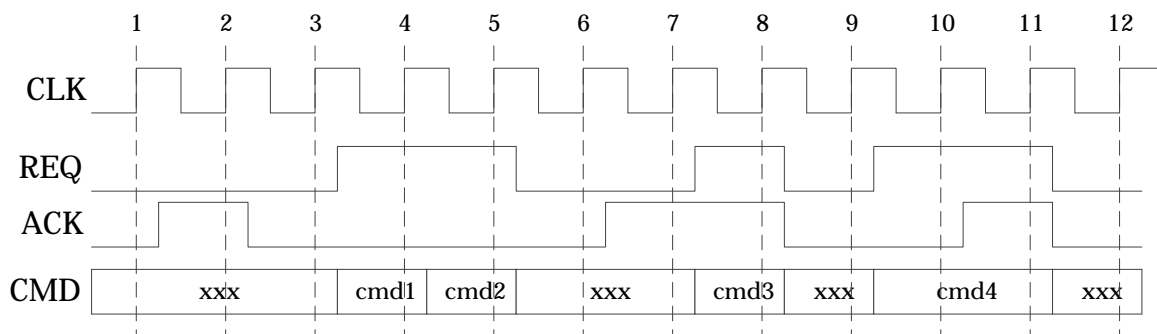 1 2 3 4 5 6 7 8 9 10 11 12
CLK
REQ
ACK
CMD xxx cmd1 cmd2 xxx cmd3 xxx cmd4 xxx